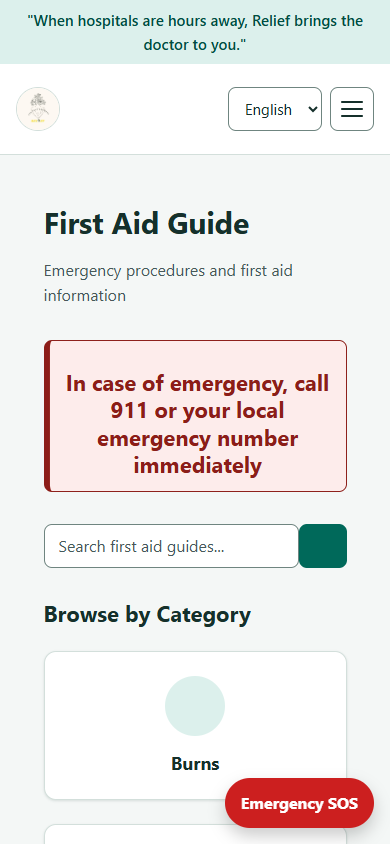 "When hospitals are hours away, Relief brings the
doctor to you."
English
First Aid Guide
Emergency procedures and first aid
information
In case of emergency, call
911 or your local
emergency number
immediately
Search first aid guides...
Browse by Category
Burns
Emergency SOS